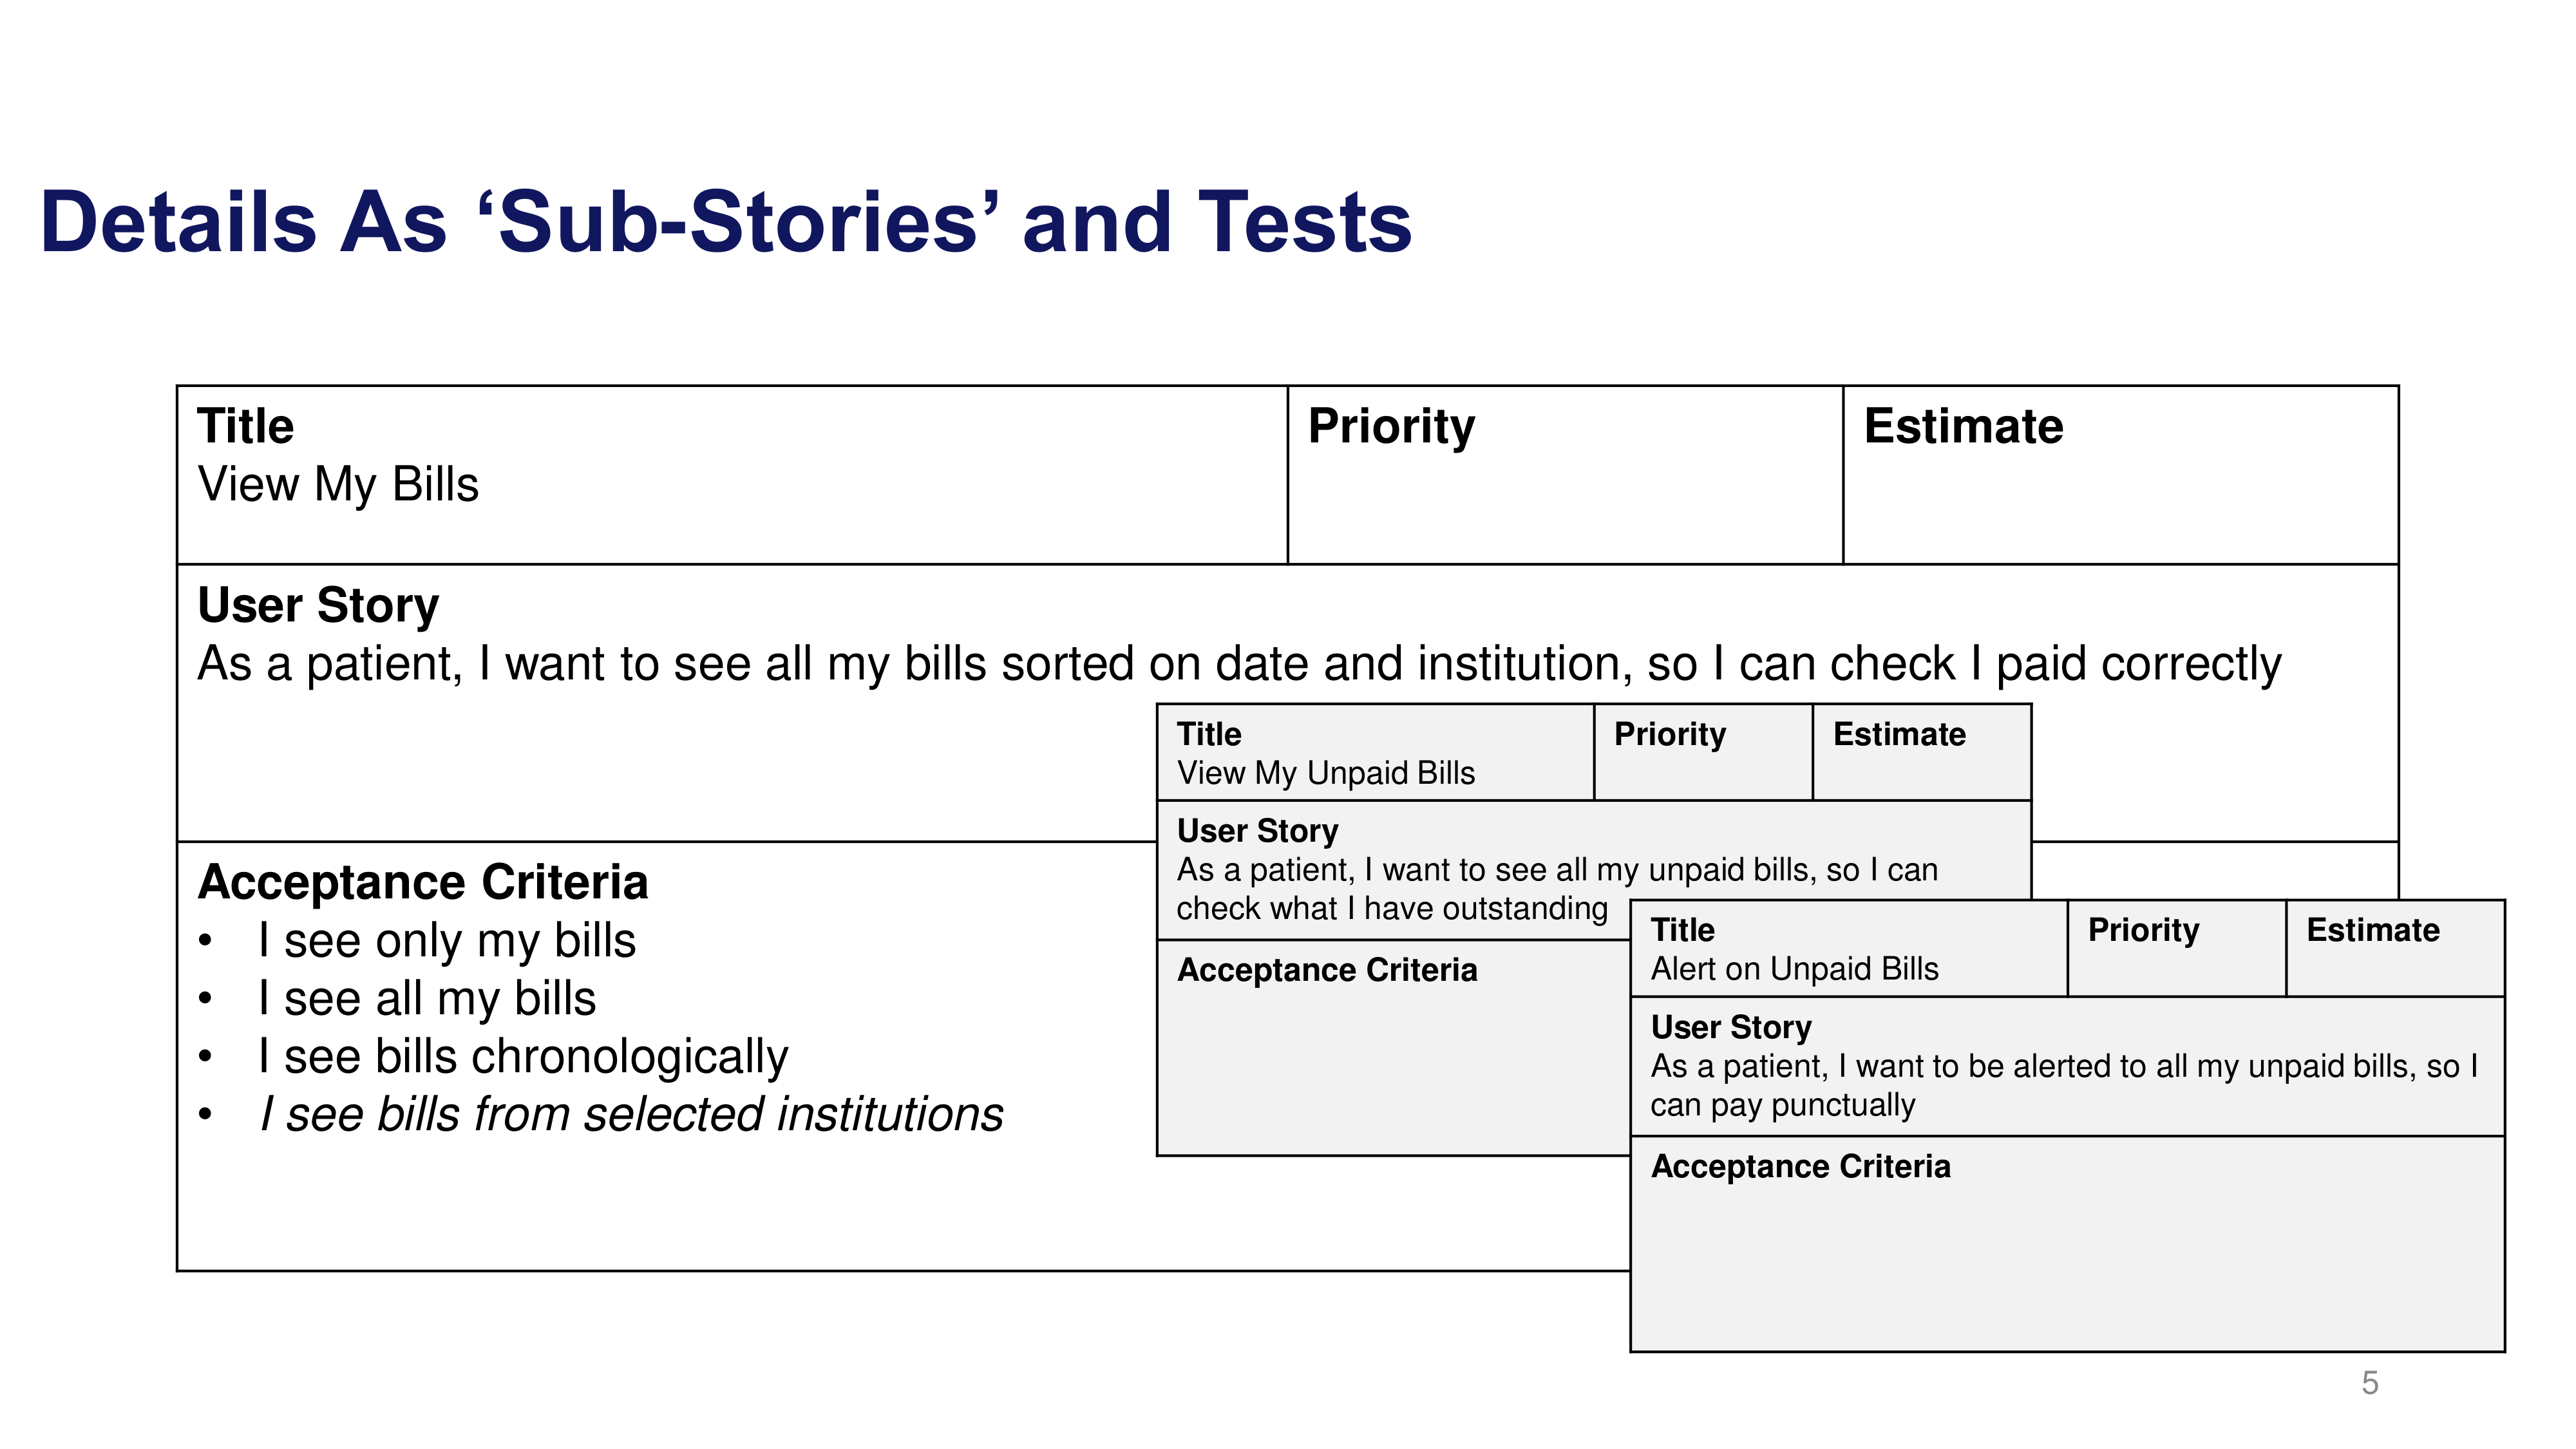 Details As ‘Sub-Stories’ and Tests
Title
View My Bills
Priority
Estimate
User Story
As a patient, I want to see all my bills sorted on date and institution, so I can check I paid correctly
Acceptance Criteria
• I see only my bills
• I see all my bills
• I see bills chronologically
• I see bills from selected institutions
Title
View My Unpaid Bills
Priority
Estimate
User Story
As a patient, I want to see all my unpaid bills, so I can
check what I have outstanding
Acceptance Criteria
Title
Alert on Unpaid Bills
Priority
Estimate
User Story
As a patient, I want to be alerted to all my unpaid bills, so I
can pay punctually
Acceptance Criteria
5